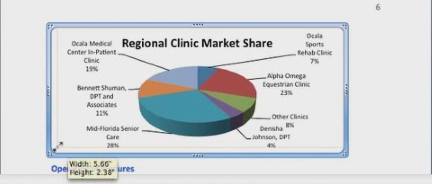 6
Regional Clinic Market Share
Ocala
Sports
Rehab Clinic
7%
Alpha Omega
Equestrian Clinic
23%
Other Clinics
8%
Denisha
Johnson, DPT
4%
Mid-Florida Senior
Care
28%
Bennett Shuman,
DPT and
Associates
11%
Ocala Medical
Center In-Patient
Clinic
19%
Width: 5.66"
Height: 2.38"